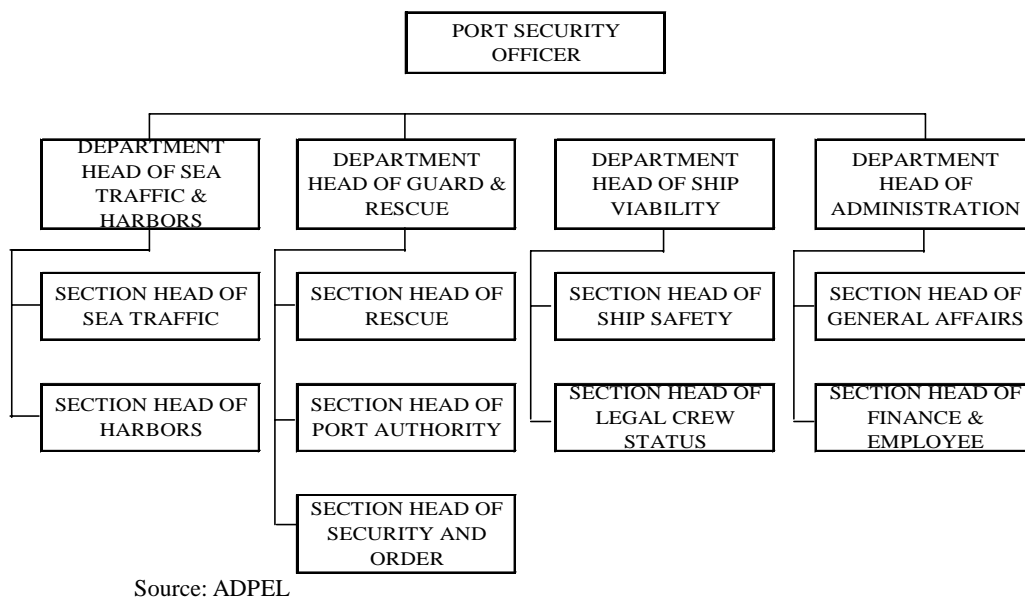 PORT SECURITY
OFFICER
DEPARTMENT
HEAD OF SEA
TRAFFIC &
HARBORS
DEPARTMENT
HEAD OF GUARD &
RESCUE
DEPARTMENT
HEAD OF SHIP
VIABILITY
DEPARTMENT
HEAD OF
ADMINISTRATION
SECTION HEAD OF
SEA TRAFFIC
SECTION HEAD OF
RESCUE
SECTION HEAD OF
SHIP SAFETY
SECTION HEAD OF
GENERAL AFFAIRS
SECTION HEAD OF
HARBORS
SECTION HEAD OF
PORT AUTHORITY
SECTION HEAD OF
LEGAL CREW
STATUS
SECTION HEAD OF
FINANCE &
EMPLOYEE
SECTION HEAD OF
SECURITY AND
ORDER
Source: ADPEL